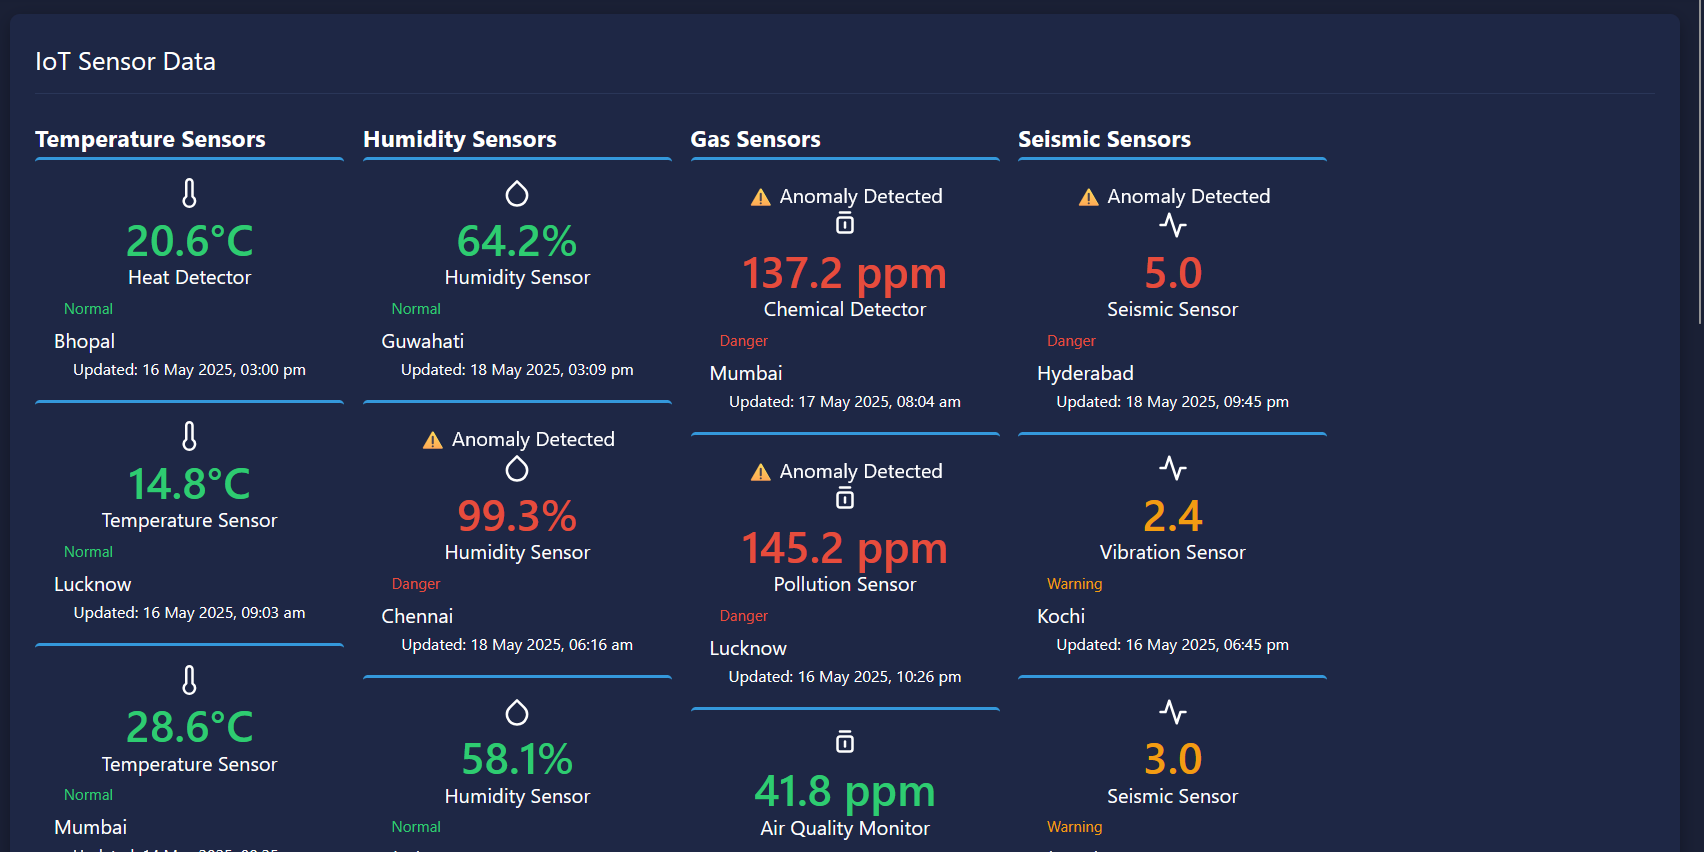 IoT Sensor Data
Temperature Sensors
20.6°C
Heat Detector
Normal
Bhopal
Updated: 16 May 2025, 03:00 pm
14.8°C
Temperature Sensor
Normal
Lucknow
Updated: 16 May 2025, 09:03 am
28.6°C
Temperature Sensor
Normal
Mumbai
Humidity Sensors
64.2%
Humidity Sensor
Normal
Guwahati
Updated: 18 May 2025, 03:09 pm
Anomaly Detected
99.3%
Humidity Sensor
Danger
Chennai
Updated: 18 May 2025, 06:16 am
58.1%
Humidity Sensor
Normal
Gas Sensors
Anomaly Detected
137.2 ppm
Chemical Detector
Danger
Mumbai
Updated: 17 May 2025, 08:04 am
Anomaly Detected
145.2 ppm
Pollution Sensor
Danger
Lucknow
Updated: 16 May 2025, 10:26 pm
41.8 ppm
Air Quality Monitor
Seismic Sensors
Anomaly Detected
5.0
Seismic Sensor
Danger
Hyderabad
Updated: 18 May 2025, 09:45 pm
2.4
Vibration Sensor
Warning
Kochi
Updated: 16 May 2025, 06:45 pm
3.0
Seismic Sensor
Warning